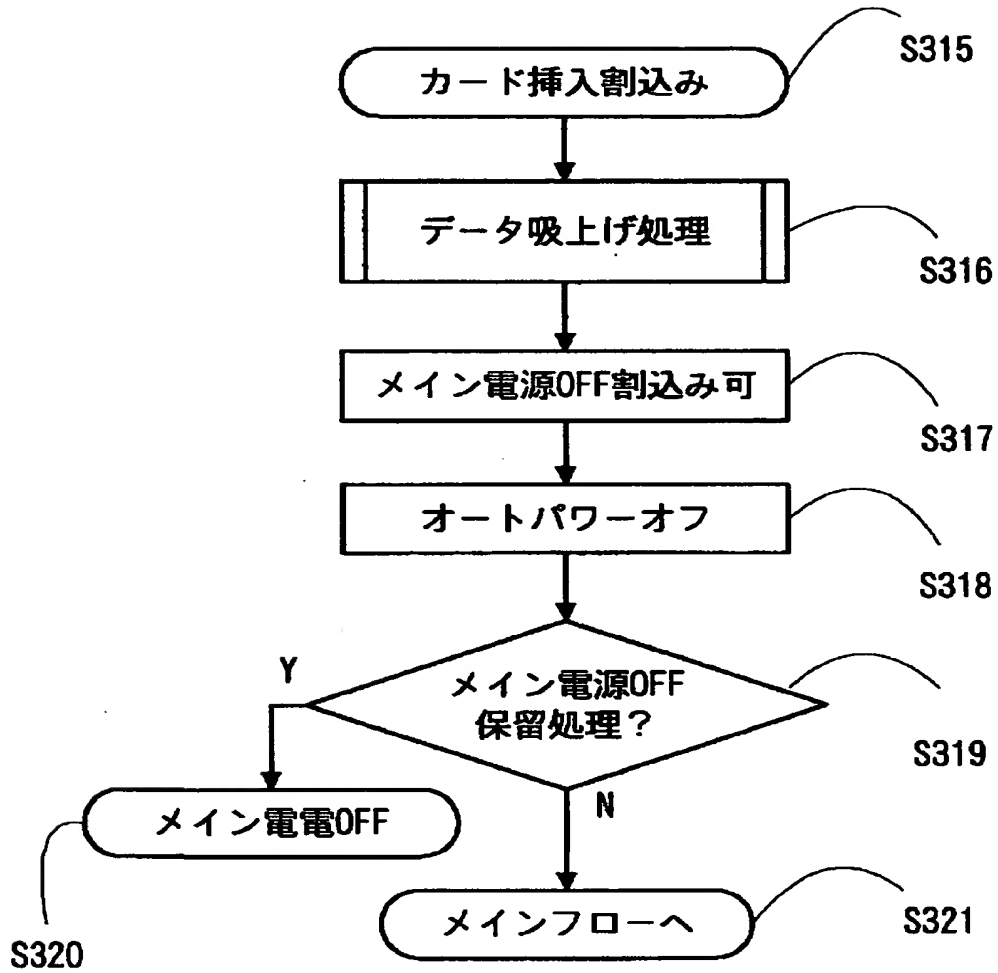 カード挿入割込み
S315
データ吸上げ処理
S316
メイン電源OFF割込み可
S317
オートパワーオフ
S318
メイン電源OFF
保留処理？
S319
Y
N
メイン電電OFF
S320
メインフローへ
S321